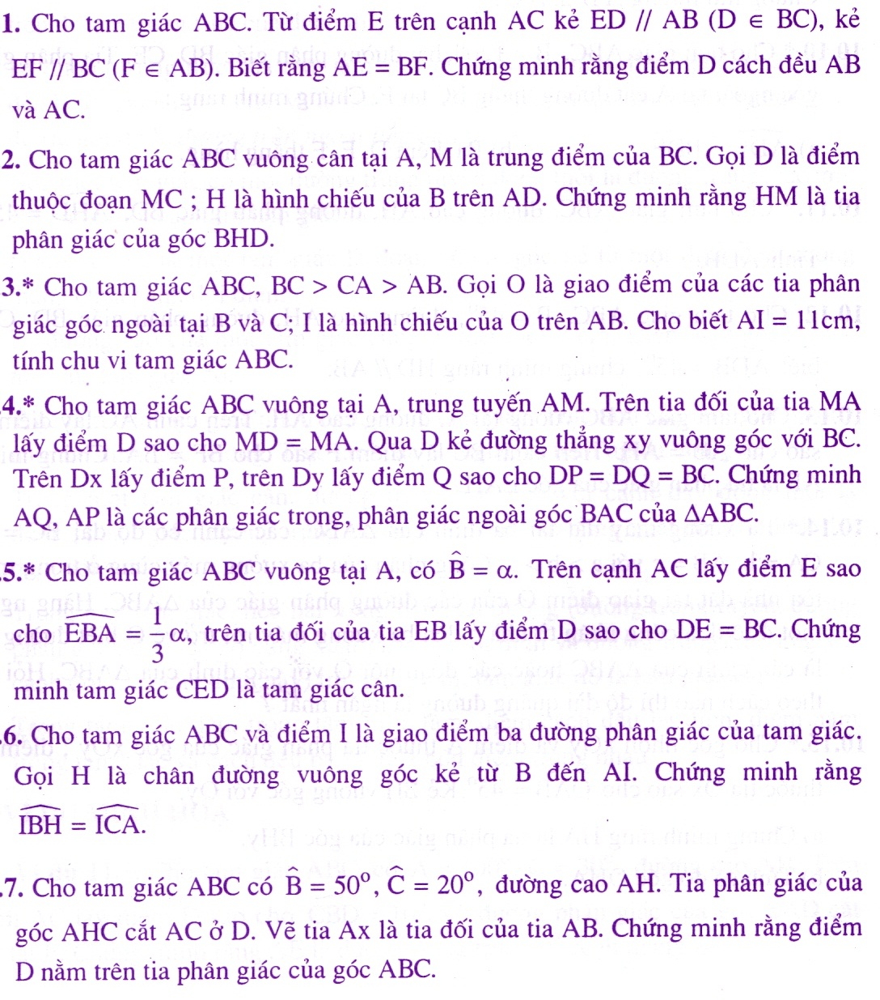 1. Cho tam giác ABC. Từ điểm E trên cạnh AC kẻ ED // AB (D ∈ BC), kẻ
EF // BC (F ∈ AB). Biết rằng AE = BF. Chứng minh rằng điểm D cách đều AB
và AC.
2. Cho tam giác ABC vuông cân tại A, M là trung điểm của BC. Gọi D là điểm
thuộc đoạn MC ; H là hình chiếu của B trên AD. Chứng minh rằng HM là tia
phân giác của góc BHD.
3.* Cho tam giác ABC, BC > CA > AB. Gọi O là giao điểm của các tia phân
giác góc ngoài tại B và C; I là hình chiếu của O trên AB. Cho biết AI = 11cm,
tính chu vi tam giác ABC.
.4.* Cho tam giác ABC vuông tại A, trung tuyến AM. Trên tia đối của tia MA
lấy điểm D sao cho MD = MA. Qua D kẻ đường thẳng xy vuông góc với BC.
Trên Dx lấy điểm P, trên Dy lấy điểm Q sao cho DP = DQ = BC. Chứng minh
AQ, AP là các phân giác trong, phân giác ngoài góc BAC của ΔABC.
.5.* Cho tam giác ABC vuông tại A, có B̂ = α. Trên cạnh AC lấy điểm E sao
cho \widehat{EBA} = \frac{1}{3}α, trên tia đối của tia EB lấy điểm D sao cho DE = BC. Chứng
minh tam giác CED là tam giác cân.
.6. Cho tam giác ABC và điểm I là giao điểm ba đường phân giác của tam giác.
Gọi H là chân đường vuông góc kẻ từ B đến AI. Chứng minh rằng
\widehat{IBH} = \widehat{ICA}.
.7. Cho tam giác ABC có B̂ = 50°, Ĉ = 20°, đường cao AH. Tia phân giác của
góc AHC cắt AC ở D. Vẽ tia Ax là tia đối của tia AB. Chứng minh rằng điểm
D nằm trên tia phân giác của góc ABC.